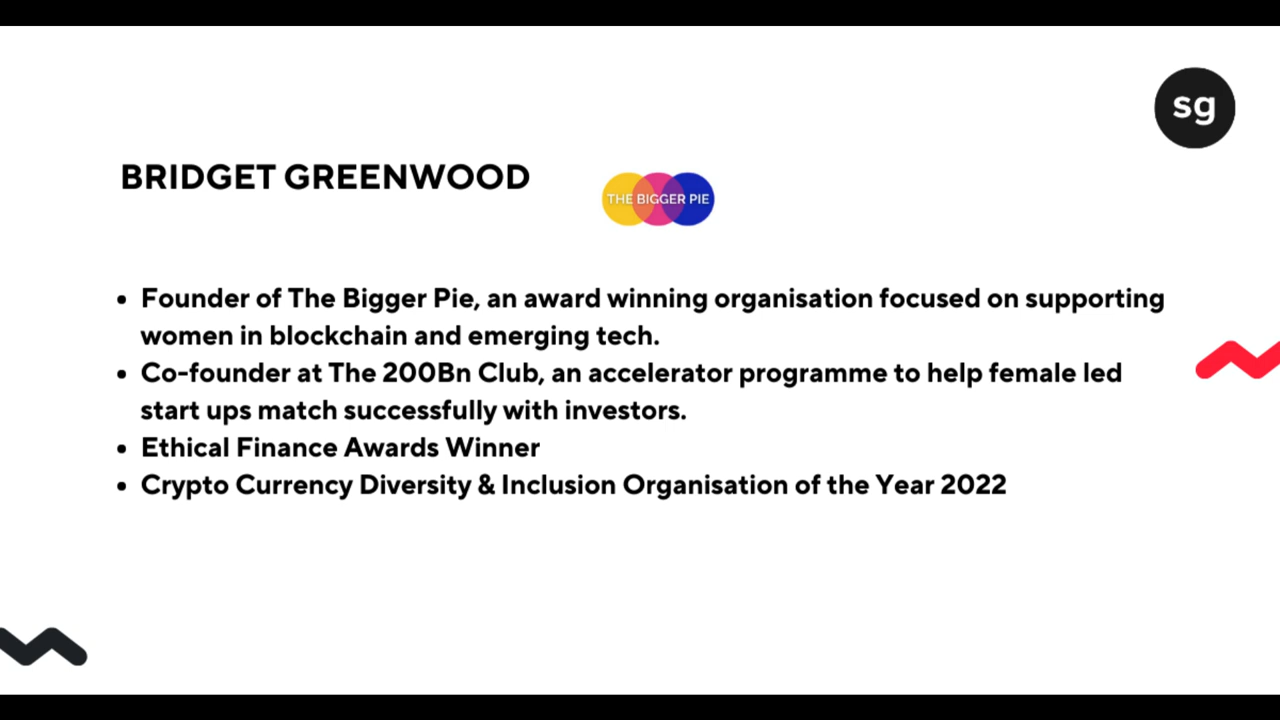 sg
BRIDGET GREENWOOD
THE BIGGER PIE
• Founder of The Bigger Pie, an award winning organisation focused on supporting
women in blockchain and emerging tech.
• Co-founder at The 200Bn Club, an accelerator programme to help female led
start ups match successfully with investors.
• Ethical Finance Awards Winner
• Crypto Currency Diversity & Inclusion Organisation of the Year 2022